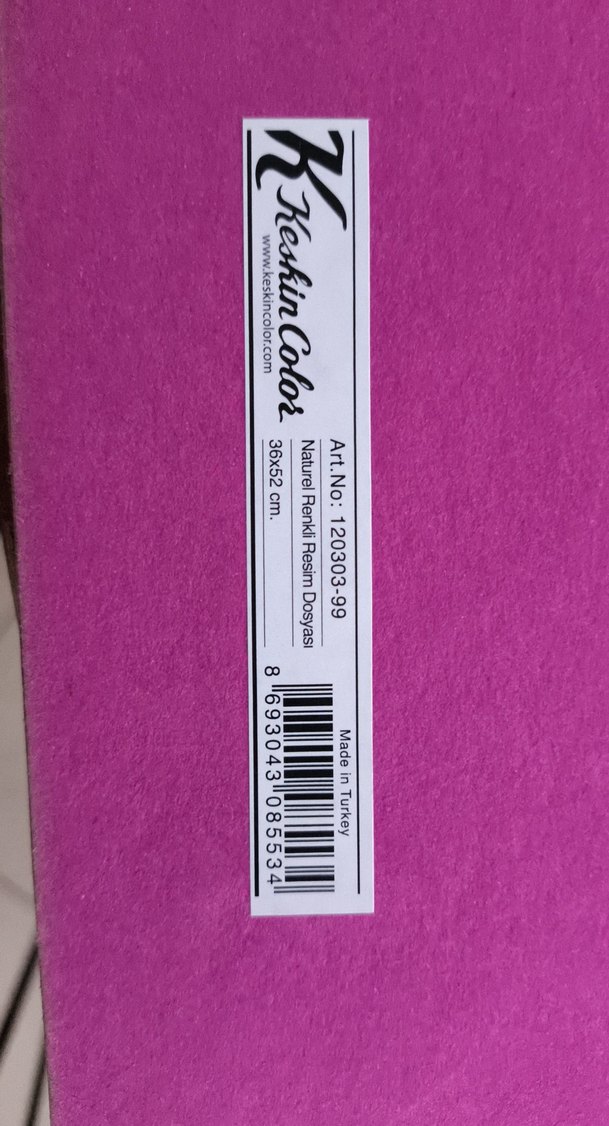 K
Keskin Color
www.keskincolor.com
Art.No: 120303-99
Naturel Renkli Resim Dosyası
36x52 cm.
Made in Turkey
8 693043 085534